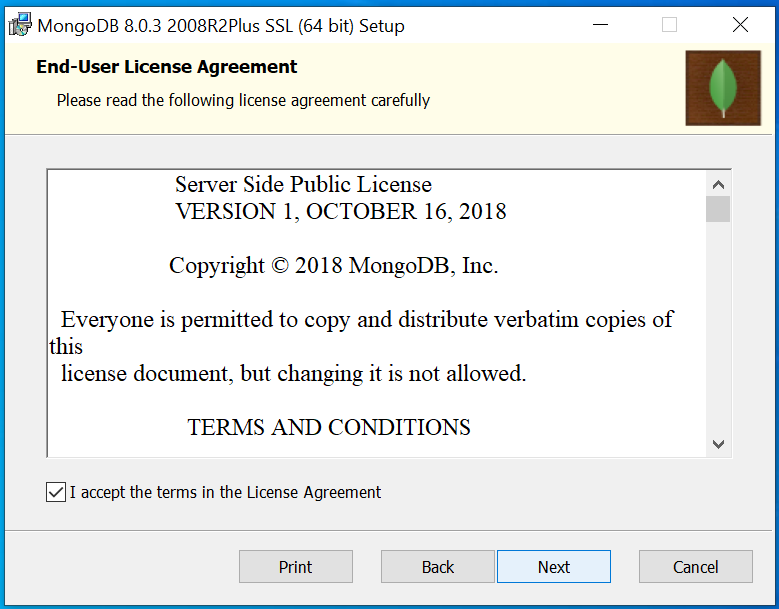 MongoDB 8.0.3 2008R2Plus SSL (64 bit) Setup
End-User License Agreement
Please read the following license agreement carefully
Server Side Public License
VERSION 1, OCTOBER 16, 2018
Copyright © 2018 MongoDB, Inc.
Everyone is permitted to copy and distribute verbatim copies of
this
license document, but changing it is not allowed.
TERMS AND CONDITIONS
I accept the terms in the License Agreement
Print Back Next Cancel